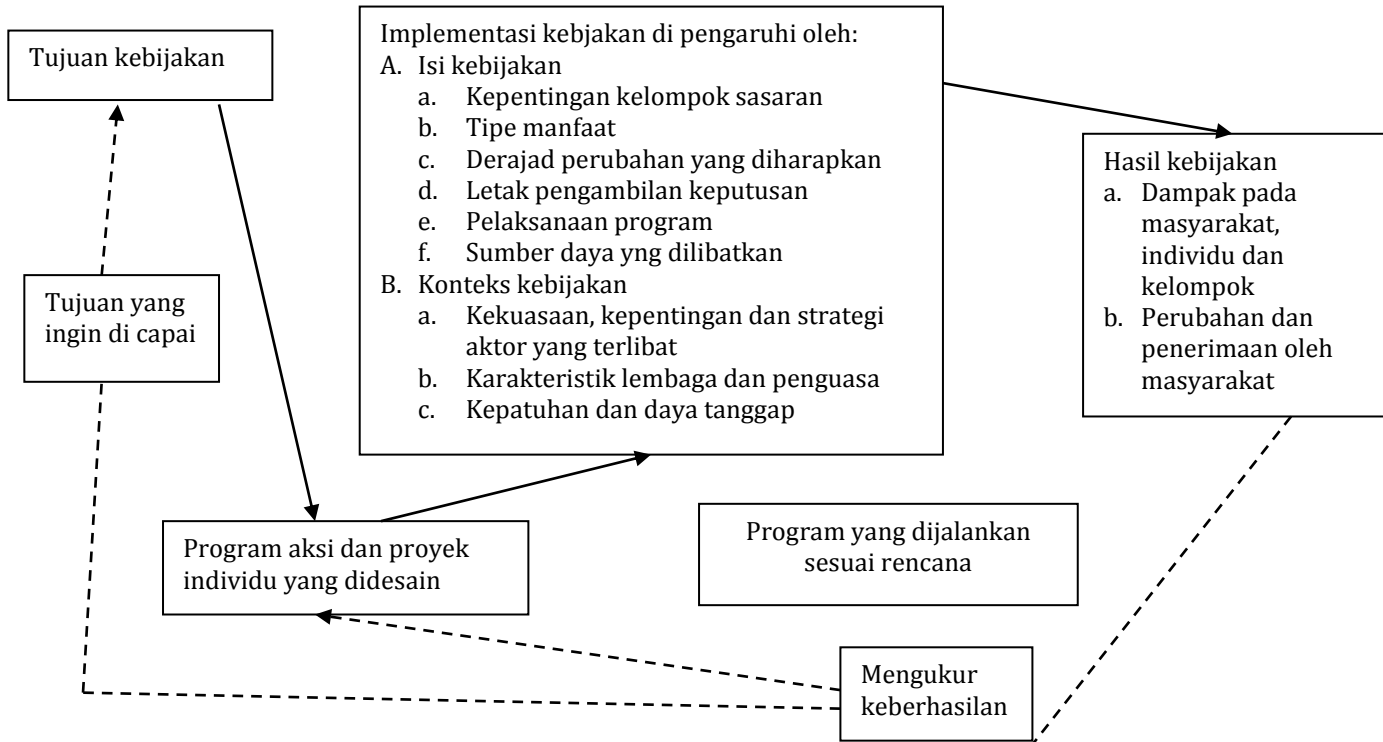 Tujuan kebijakan
Implementasi kebjakan di pengaruhi oleh:
A. Isi kebijakan
a. Kepentingan kelompok sasaran
b. Tipe manfaat
c. Derajad perubahan yang diharapkan
d. Letak pengambilan keputusan
e. Pelaksanaan program
f. Sumber daya yng dilibatkan
B. Konteks kebijakan
a. Kekuasaan, kepentingan dan strategi
aktor yang terlibat
b. Karakteristik lembaga dan penguasa
c. Kepatuhan dan daya tanggap
Hasil kebijakan
a. Dampak pada
masyarakat,
individu dan
kelompok
b. Perubahan dan
penerimaan oleh
masyarakat
Tujuan yang
ingin di capai
Program aksi dan proyek
individu yang didesain
Program yang dijalankan
sesuai rencana
Mengukur
keberhasilan